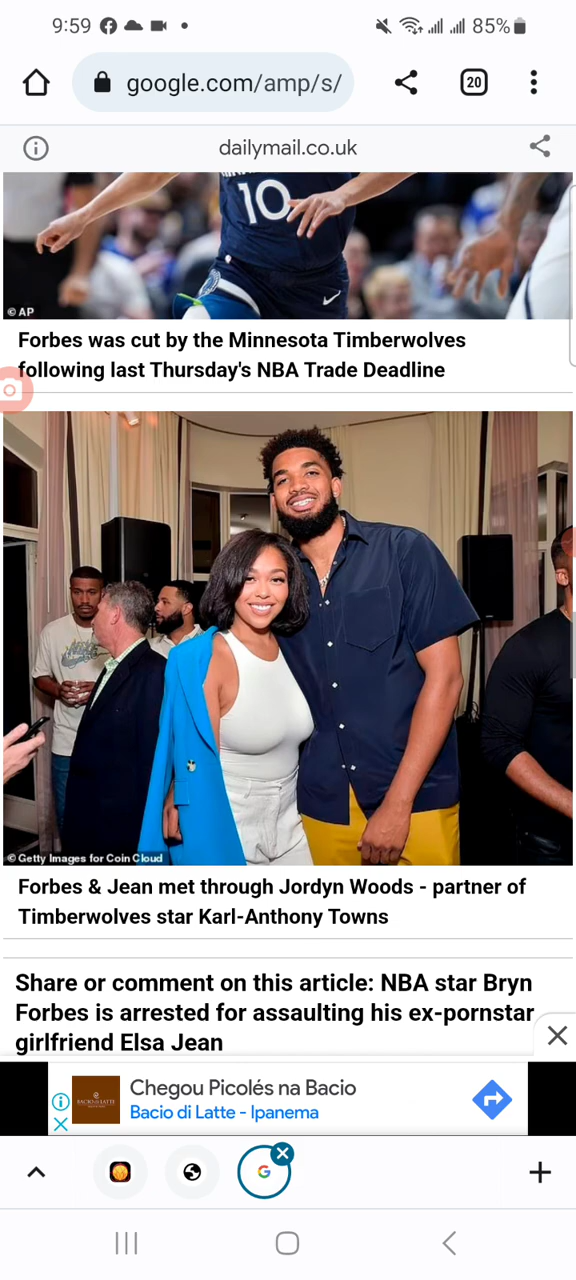 9:59
85%
google.com/amp/s/
20
dailymail.co.uk
10
© AP
Forbes was cut by the Minnesota Timberwolves
following last Thursday's NBA Trade Deadline
© Getty Images for Coin Cloud
Forbes & Jean met through Jordyn Woods - partner of
Timberwolves star Karl-Anthony Towns
Share or comment on this article: NBA star Bryn
Forbes is arrested for assaulting his ex-pornstar
girlfriend Elsa Jean
Chegou Picolés na Bacio
Bacio di Latte - Ipanema